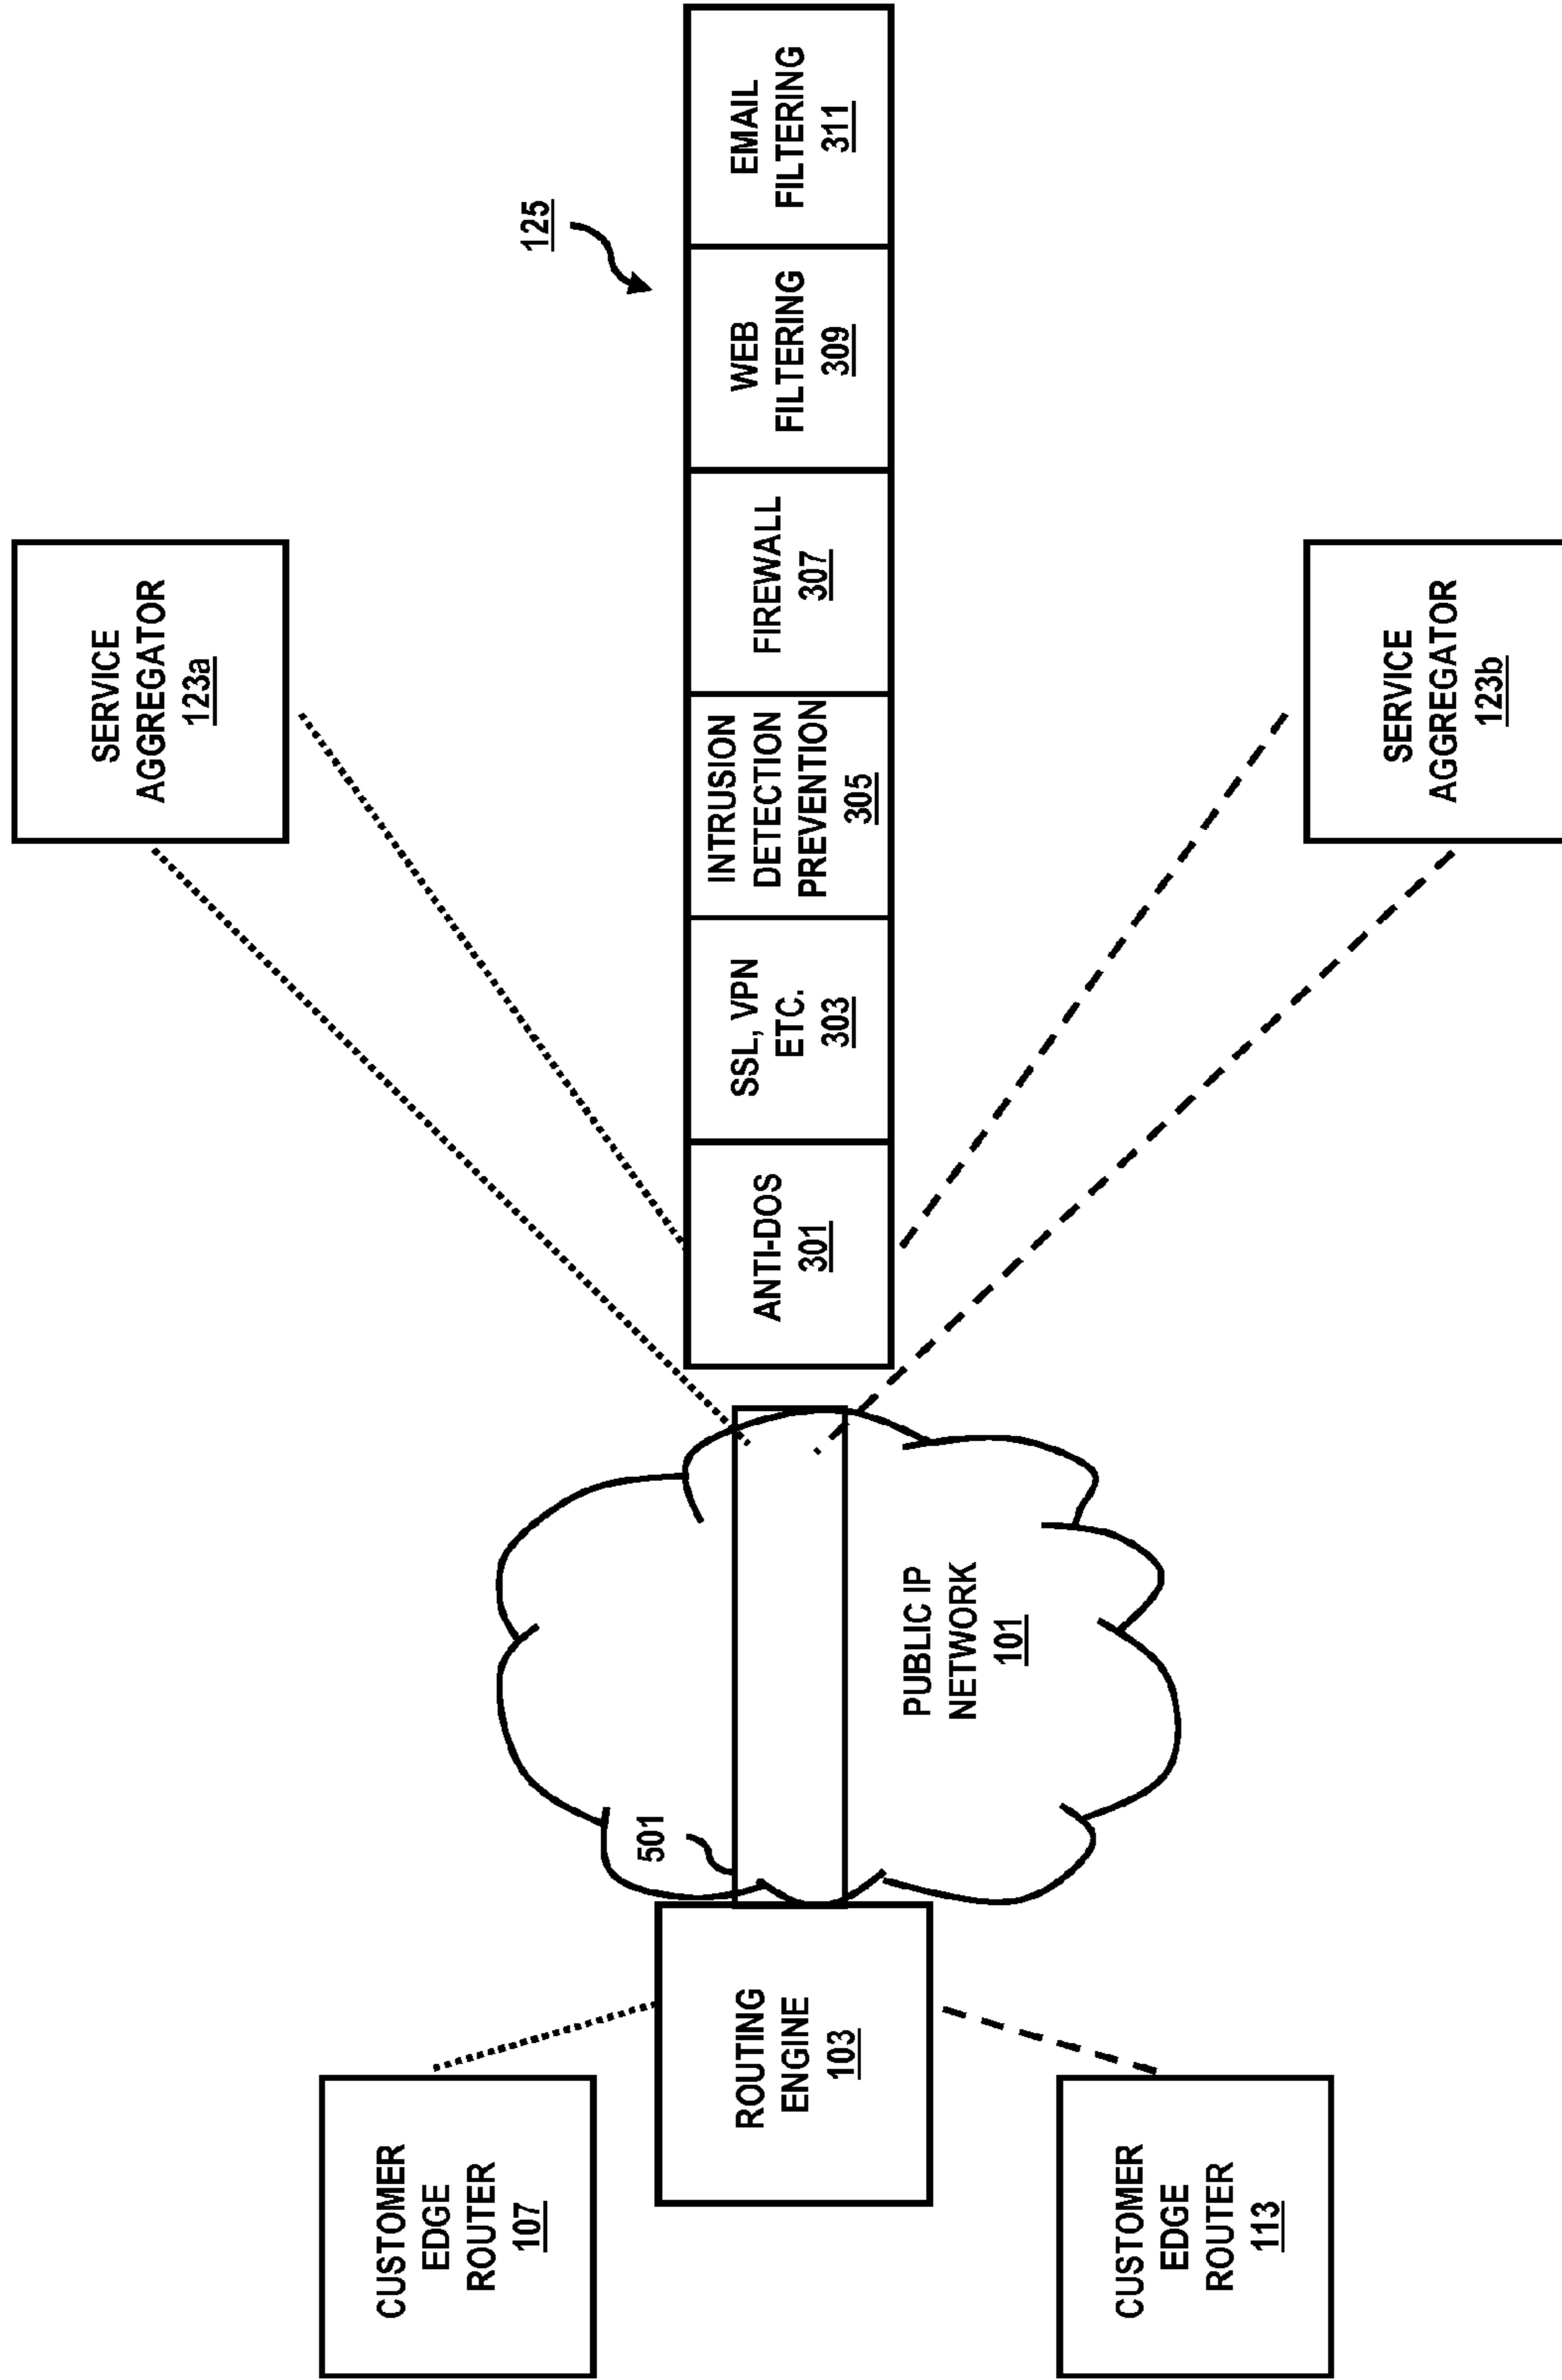 SERVICE
AGGREGATOR
123a
125
CUSTOMER
EDGE
ROUTER
107
501
ROUTING
ENGINE
103
PUBLIC IP
NETWORK
101
ANTI-DOS
301
SSL, VPN
ETC.
303
INTRUSION
DETECTION
PREVENTION
305
FIREWALL
307
WEB
FILTERING
309
EMAIL
FILTERING
311
CUSTOMER
EDGE
ROUTER
113
SERVICE
AGGREGATOR
123b